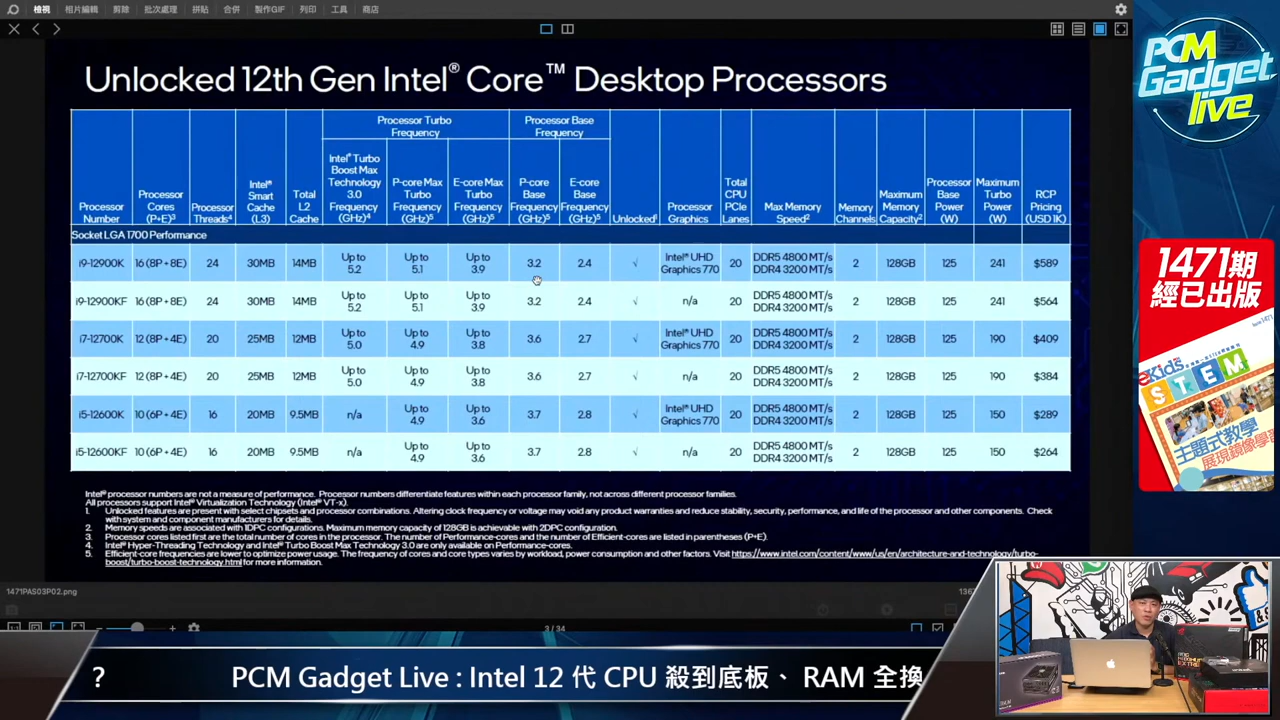 檢視 相片編輯 剪除 批次處理 拼貼 合併 製作GIF 列印 工具 商店
Unlocked 12th Gen Intel® Core™ Desktop Processors
Processor Number
Processor Cores (P+E)3
Processor Threads4
Intel® Smart Cache (L3)
Total L2 Cache
Processor Turbo Frequency
Intel® Turbo Boost Max Technology 3.0 Frequency (GHz)4
P-core Max Turbo Frequency (GHz)5
E-core Max Turbo Frequency (GHz)5
Processor Base Frequency
P-core Base Frequency (GHz)5
E-core Base Frequency (GHz)5
Unlocked1
Processor Graphics
Total CPU PCIe Lanes
Max Memory Speed2
Memory Channels
Maximum Memory Capacity2
Processor Base Power (W)
Maximum Turbo Power (W)
RCP Pricing (USD 1K)
Socket LGA 1700 Performance
i9-12900K 16 (8P + 8E) 24 30MB 14MB Up to 5.2 Up to 5.1 Up to 3.9 3.2 2.4 √ Intel® UHD Graphics 770 20 DDR5 4800 MT/s DDR4 3200 MT/s 2 128GB 125 241 $589
i9-12900KF 16 (8P + 8E) 24 30MB 14MB Up to 5.2 Up to 5.1 Up to 3.9 3.2 2.4 √ n/a 20 DDR5 4800 MT/s DDR4 3200 MT/s 2 128GB 125 241 $564
i7-12700K 12 (8P + 4E) 20 25MB 12MB Up to 5.0 Up to 4.9 Up to 3.8 3.6 2.7 √ Intel® UHD Graphics 770 20 DDR5 4800 MT/s DDR4 3200 MT/s 2 128GB 125 190 $409
i7-12700KF 12 (8P + 4E) 20 25MB 12MB Up to 5.0 Up to 4.9 Up to 3.8 3.6 2.7 √ n/a 20 DDR5 4800 MT/s DDR4 3200 MT/s 2 128GB 125 190 $384
i5-12600K 10 (6P + 4E) 16 20MB 9.5MB n/a Up to 4.9 Up to 3.6 3.7 2.8 √ Intel® UHD Graphics 770 20 DDR5 4800 MT/s DDR4 3200 MT/s 2 128GB 125 150 $289
i5-12600KF 10 (6P + 4E) 16 20MB 9.5MB n/a Up to 4.9 Up to 3.6 3.7 2.8 √ n/a 20 DDR5 4800 MT/s DDR4 3200 MT/s 2 128GB 125 150 $264
Intel® processor numbers are not a measure of performance. Processor numbers differentiate features within each processor family, not across different processor families.
All processors support Intel® Virtualization Technology (Intel® VT-x).
1. Unlocked features are present with select chipsets and processor combinations. Altering clock frequency or voltage may void any product warranties and reduce stability, security, performance, and life of the processor and other components. Check
with system and component manufacturers for details.
2. Memory speeds are associated with 1DPC configurations. Maximum memory capacity of 128GB is achievable with 2DPC configuration.
3. Processor cores listed first are the total number of cores in the processor. The number of Performance-cores and the number of Efficient-cores are listed in parentheses (P+E).
4. Intel® Hyper-Threading Technology and Intel® Turbo Boost Max Technology 3.0 are only available on Performance-cores.
5. Efficient-core frequencies are lower to optimize power usage. The frequency of cores and core types varies by workload, power consumption and other factors. Visit https://www.intel.com/content/www/us/en/architecture-and-technology/turbo-
boost/turbo-boost-technology.html for more information.
1471PAS03P02.png
3 / 34
PCM
Gadget
live
1471期
經已出版
eKids
STEM
主題式教學
展現鏡像學習
? PCM Gadget Live : Intel 12 代 CPU 殺到底板、 RAM 全換